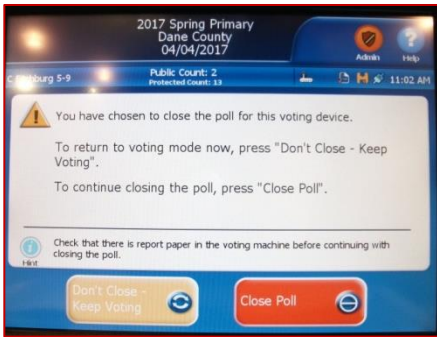 2017 Spring Primary
Dane County
04/04/2017
Admin
Help
5-9
Public Count: 2
Protected Count: 13
11:02 AM
You have chosen to close the poll for this voting device.
To return to voting mode now, press "Don't Close - Keep
Voting".
To continue closing the poll, press "Close Poll".
Hint
Check that there is report paper in the voting machine before continuing with
closing the poll.
Don't Close -
Keep Voting
Close Poll